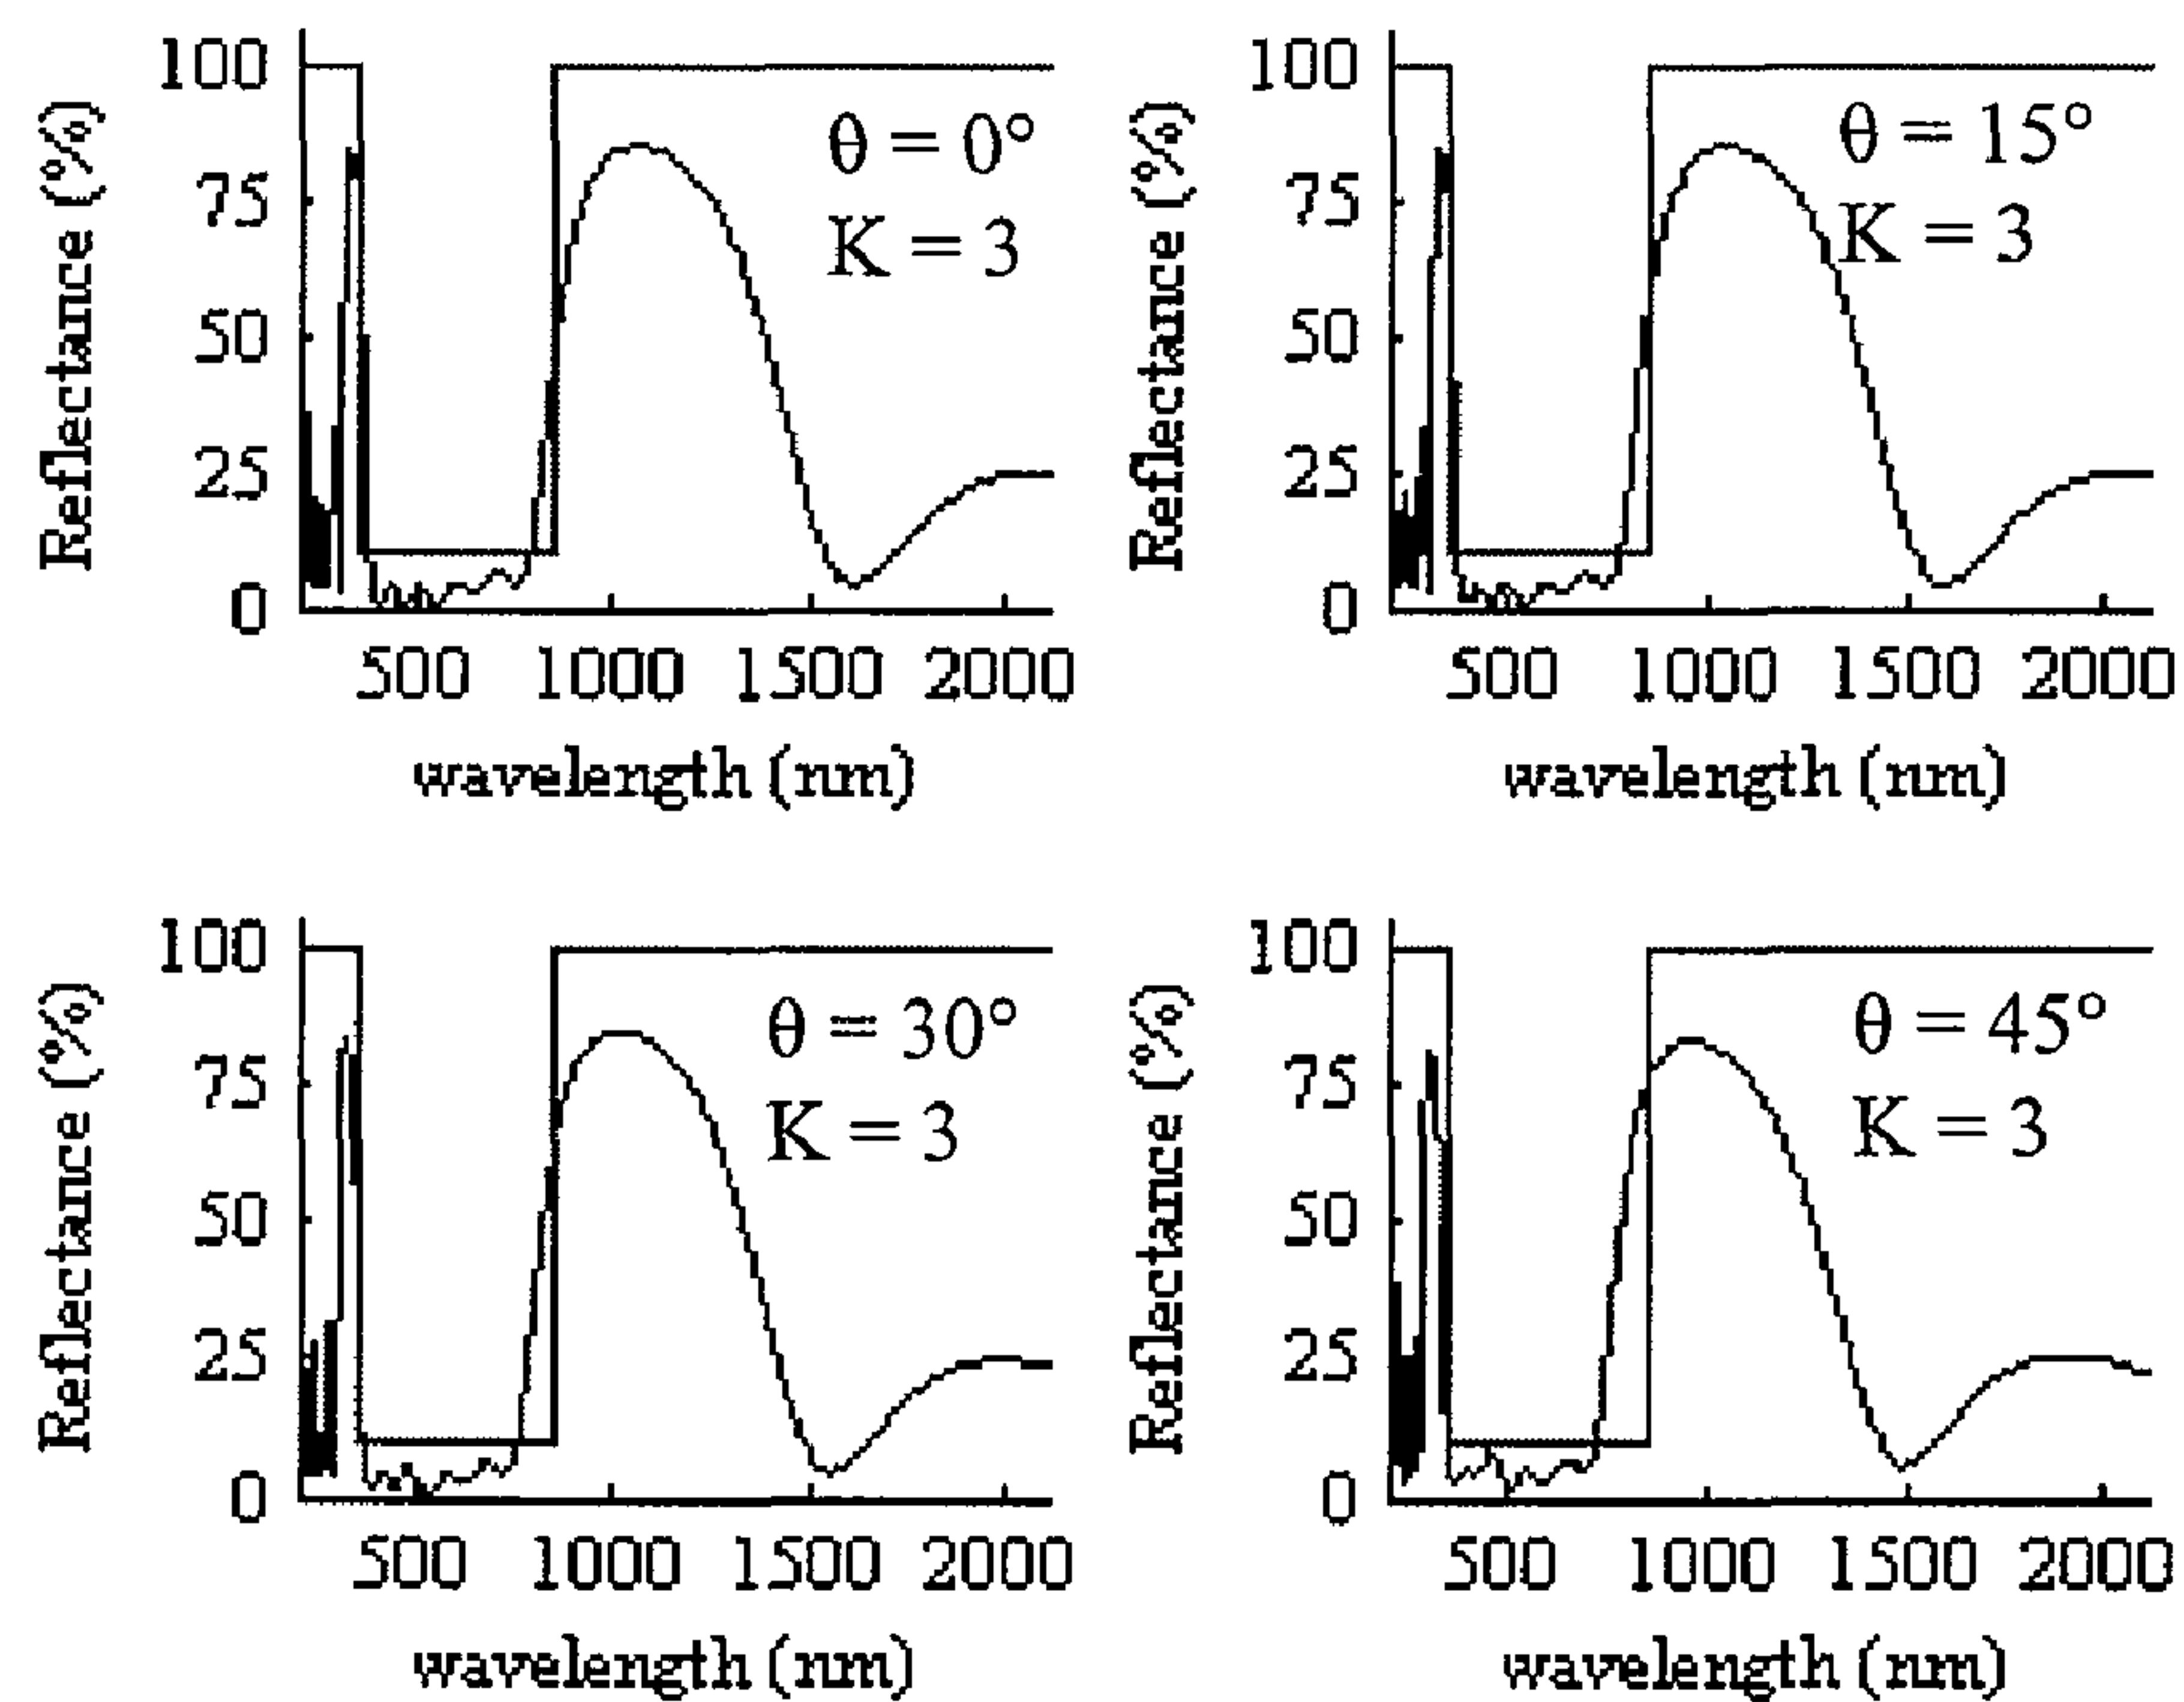 100
75
50
25
0
Reflectance (%)
θ = 0°
K = 3
500 1000 1500 2000
wavelength (nm)
100
75
50
25
0
Reflectance (%)
θ = 15°
K = 3
500 1000 1500 2000
wavelength (nm)
100
75
50
25
0
Reflectance (%)
θ = 30°
K = 3
500 1000 1500 2000
wavelength (nm)
100
75
50
25
0
Reflectance (%)
θ = 45°
K = 3
500 1000 1500 2000
wavelength (nm)